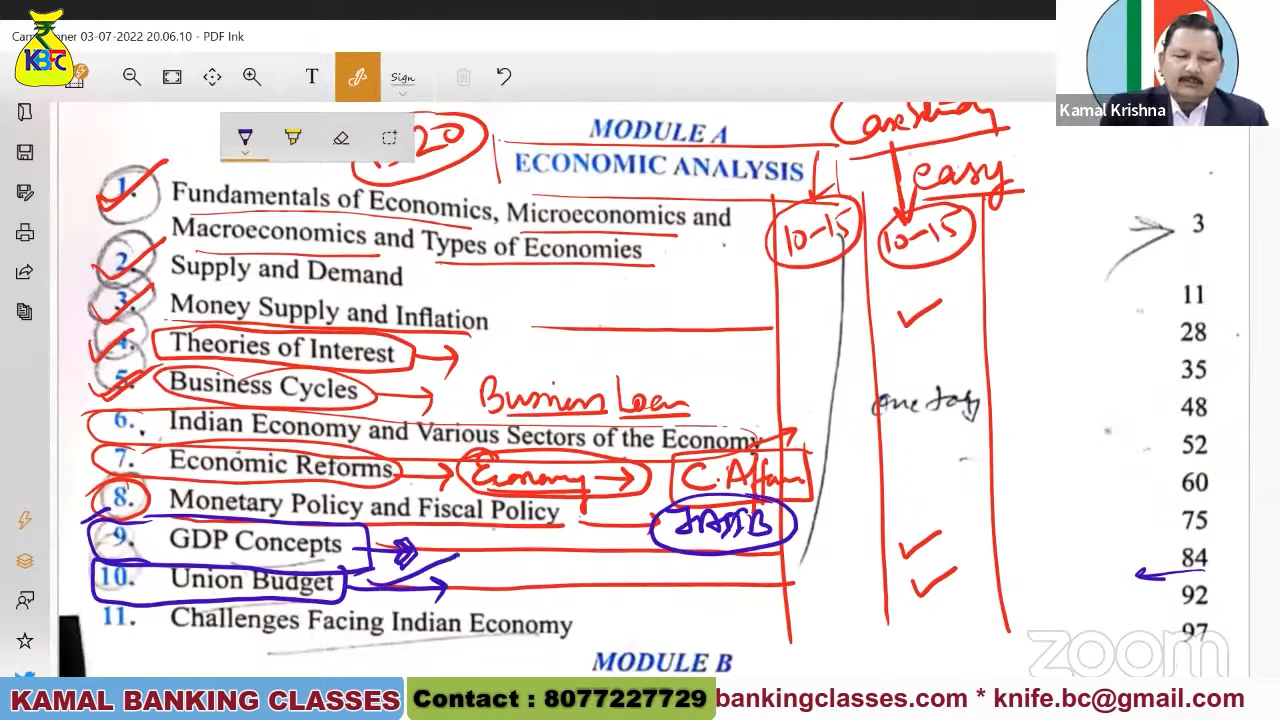 KBFC
03-07-2022 20.06.10 - PDF Ink
T
Sign
Kamal Krishna
20
MODULE A
Case Study
ECONOMIC ANALYSIS
easy
1. Fundamentals of Economics, Microeconomics and
Macroeconomics and Types of Economies
3
10-15
10-15
2. Supply and Demand
11
3. Money Supply and Inflation
28
4. Theories of Interest
35
5. Business Cycles
48
Business Loan
6. Indian Economy and Various Sectors of the Economy
52
7. Economic Reforms
Economy
C. Affairs
60
8. Monetary Policy and Fiscal Policy
JAIIB
75
9. GDP Concepts
84
10. Union Budget
92
11. Challenges Facing Indian Economy
97
MODULE B
zoom
KAMAL BANKING CLASSES
Contact : 8077227729
bankingclasses.com * knife.bc@gmail.com